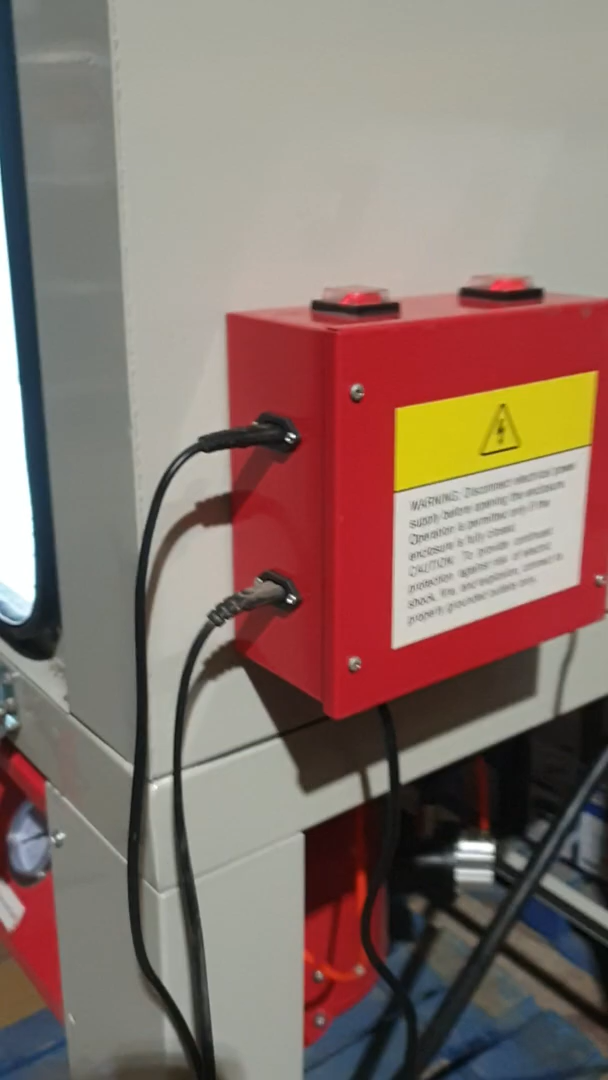 WARNING: Disconnect electrical power
supply before opening the enclosure.
Operation is permitted only if the
enclosure is fully closed.
CAUTION: To provide continued
protection against risk of electric
shock, fire, and explosion, connect to
properly grounded outlets only.